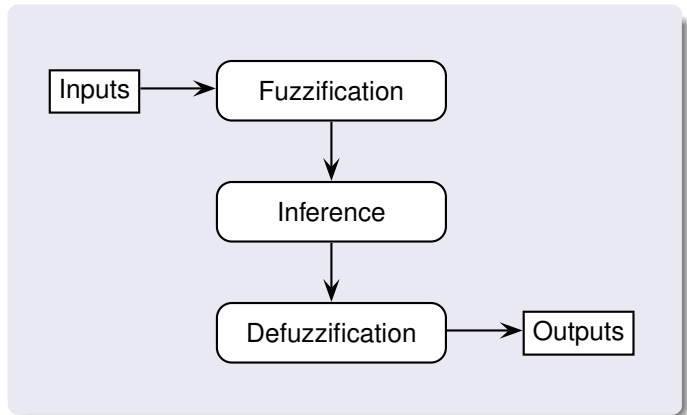 Inputs
Fuzzification
Inference
Defuzzification
Outputs